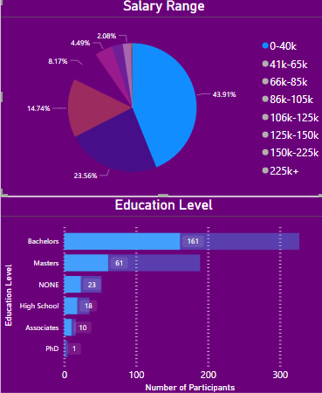 Salary Range
2.08%
4.49%
8.17%
14.74%
23.56%
43.91%
0-40k
41k-65k
66k-85k
86k-105k
106k-125k
125k-150k
150k-225k
225k+
Education Level
Education Level
Bachelors 161
Masters 61
NONE 23
High School 18
Associates 10
PhD 1
0 100 200 300
Number of Participants